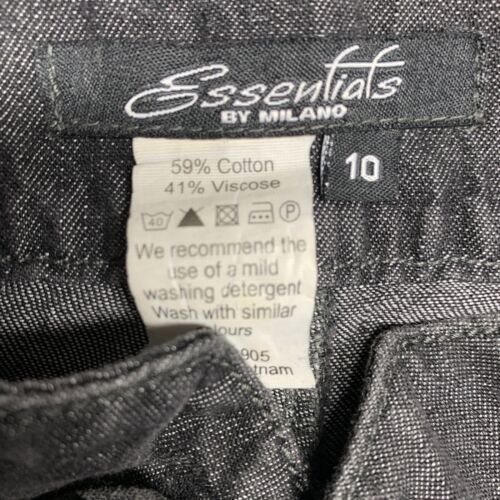 Essentials
BY MILANO
10
59% Cotton
41% Viscose
40 P
We recommend the
use of a mild
washing detergent
Wash with similar
905